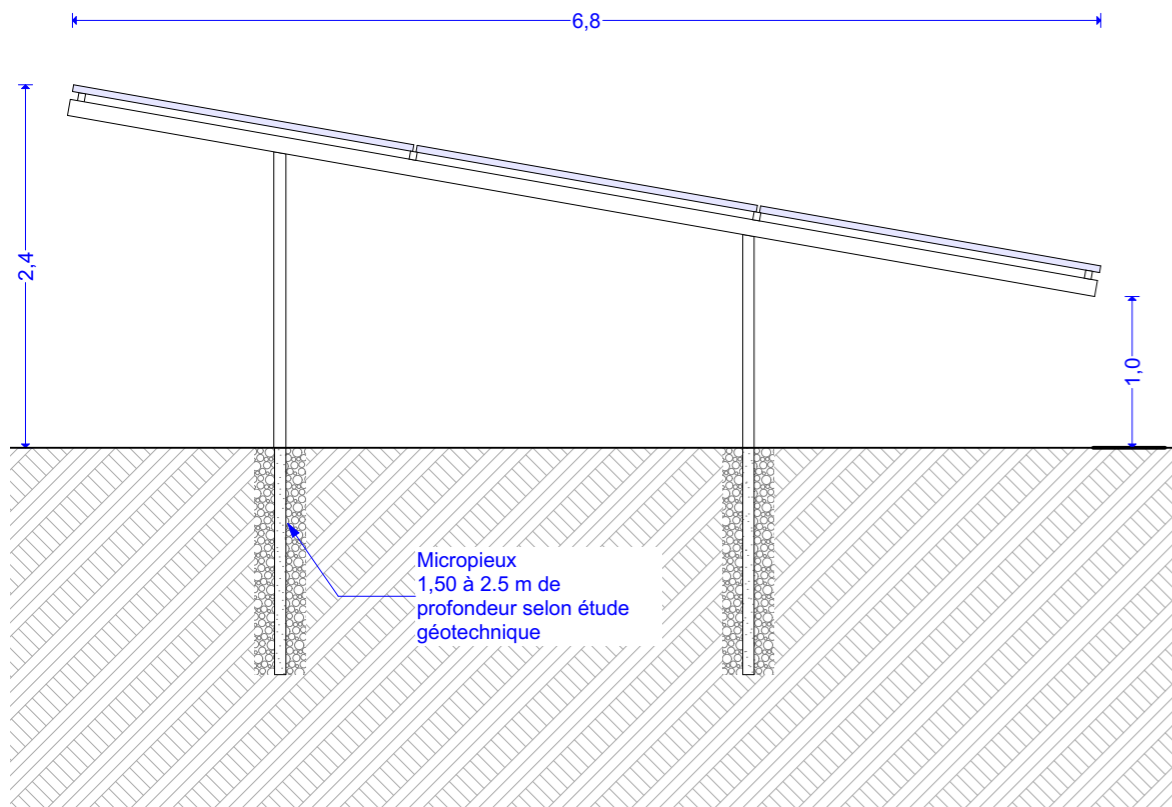 6,8
2,4
1,0
Micropieux
1,50 à 2.5 m de
profondeur selon étude
géotechnique